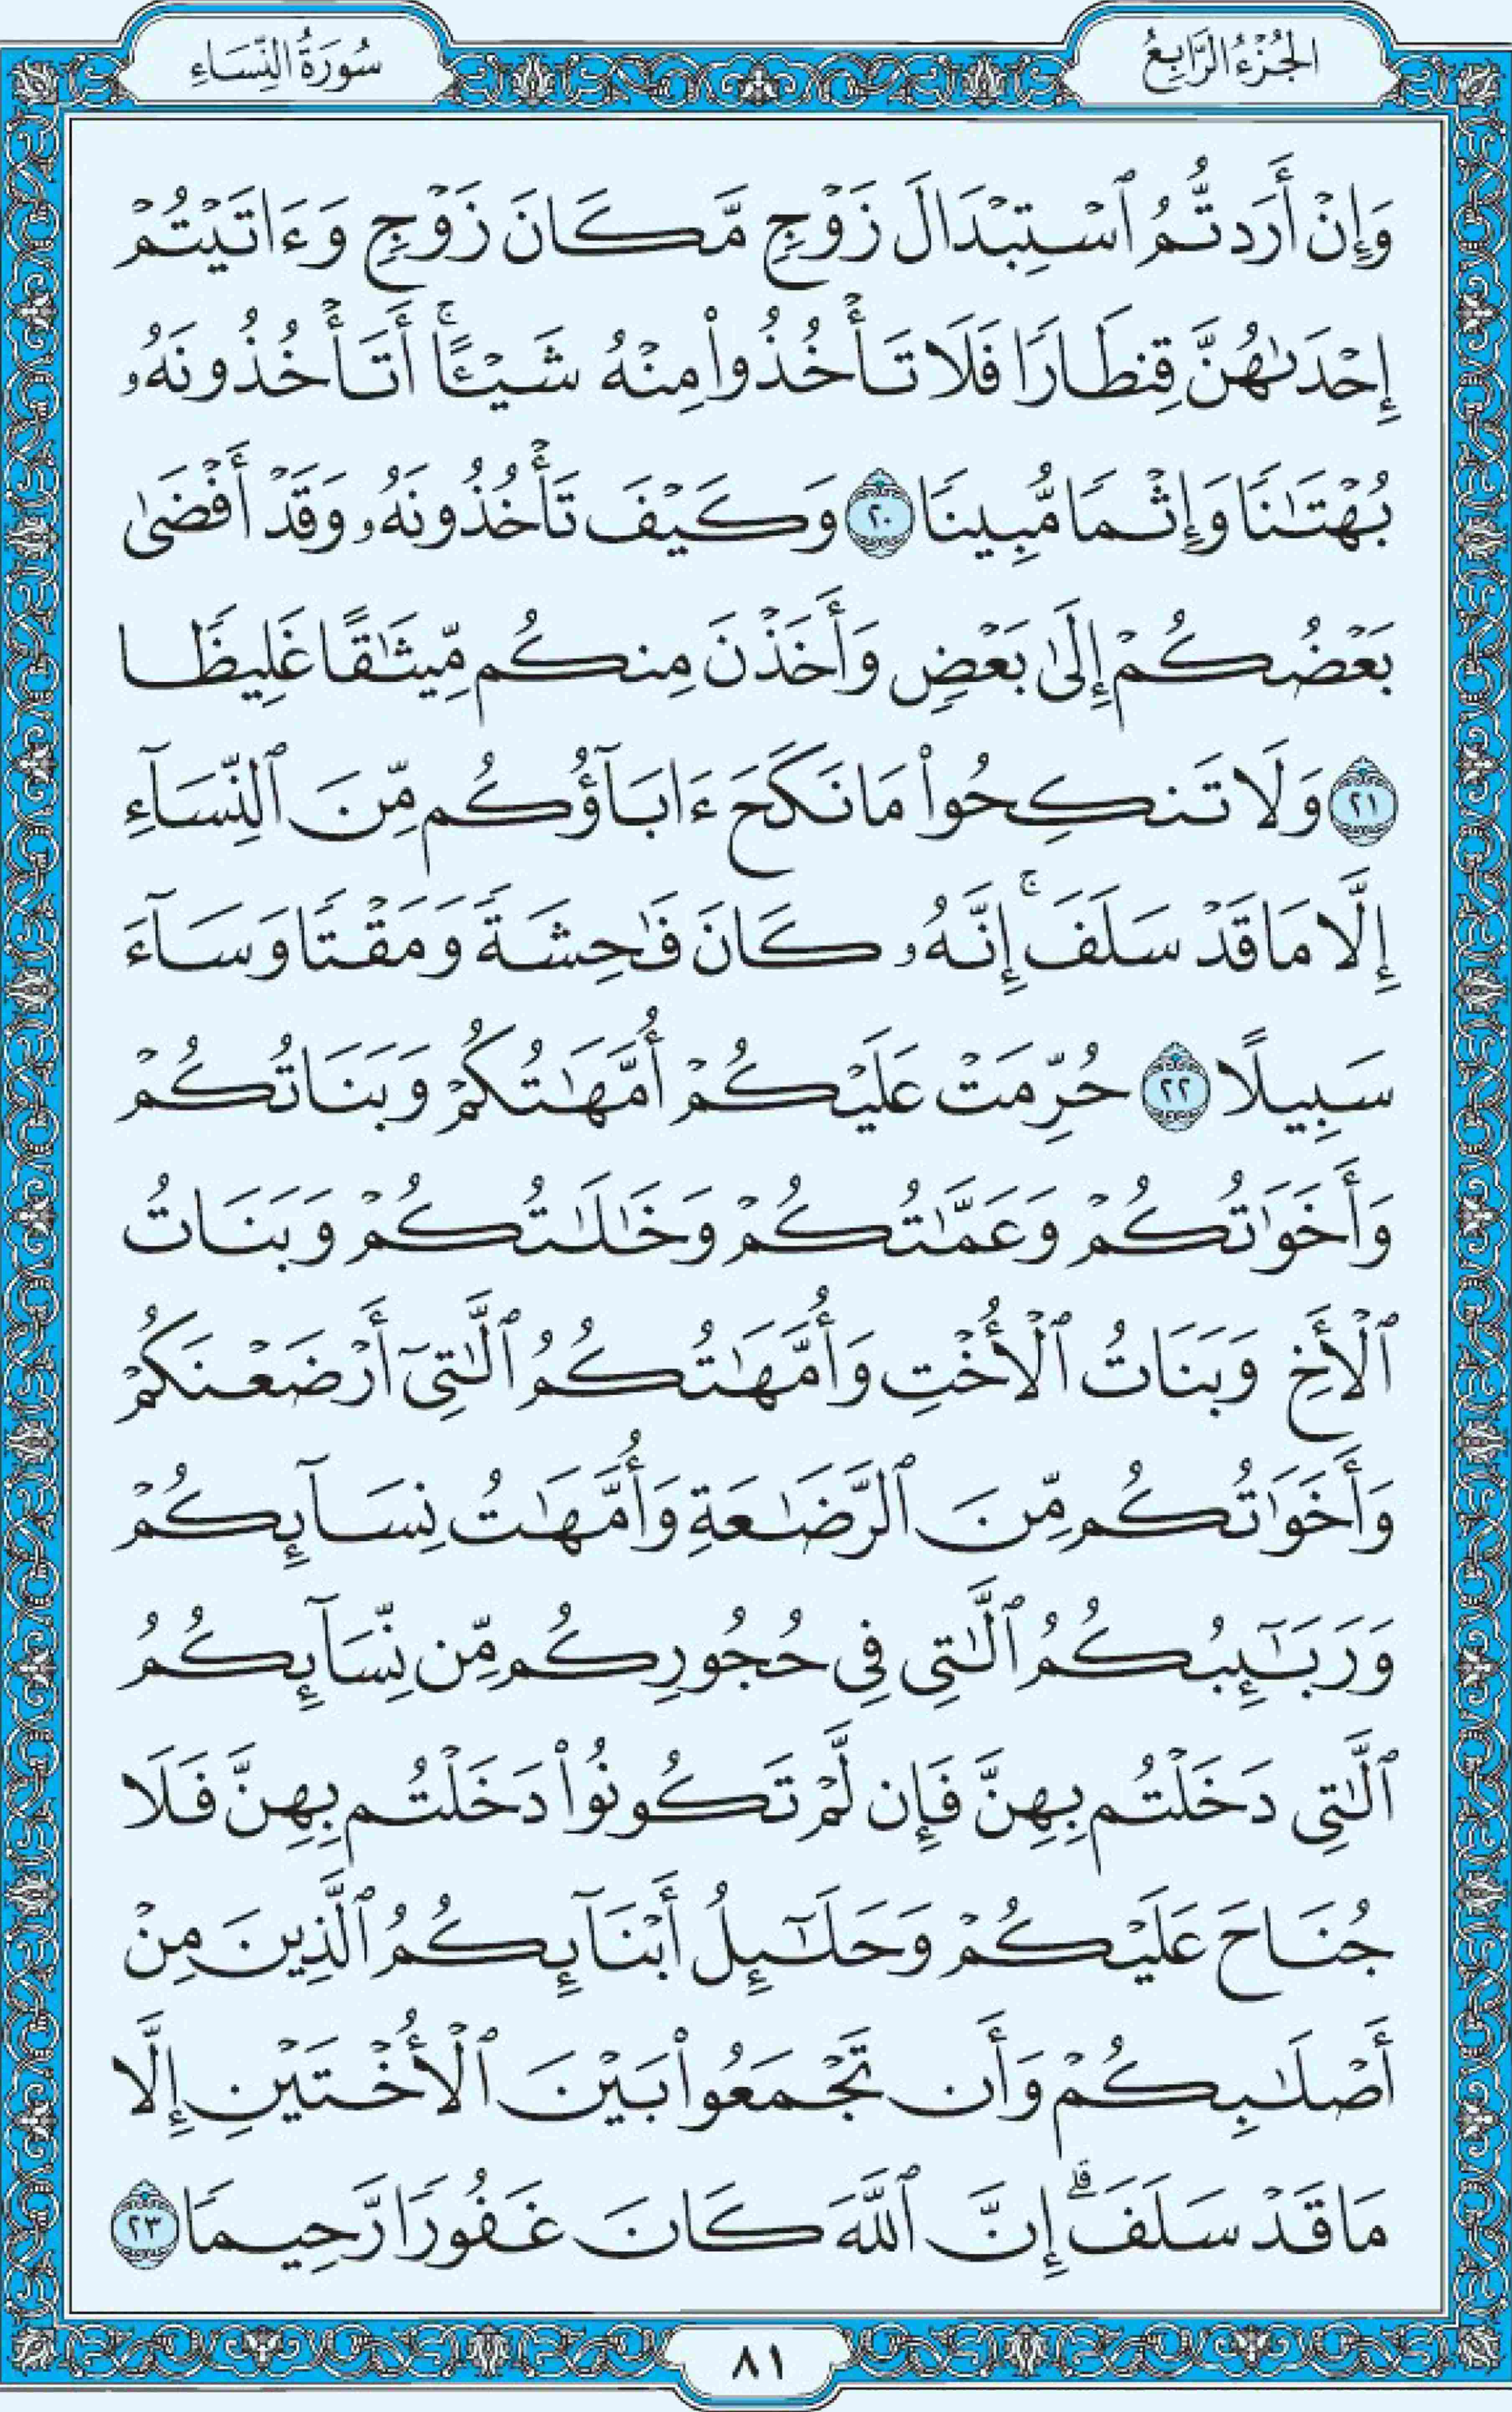 الجُزْءُ الرَّابِعُ
سُورَةُ النِّسَاءِ
وَإِنْ أَرَدتُّمُ ٱسْتِبْدَالَ زَوْجٍ مَّكَانَ زَوْجٍ وَءَاتَيْتُمْ
إِحْدَىٰهُنَّ قِنطَارًا فَلَا تَأْخُذُوا۟ مِنْهُ شَيْـًٔا ۚ أَتَأْخُذُونَهُۥ
بُهْتَـٰنًا وَإِثْمًا مُّبِينًا ٢٠ وَكَيْفَ تَأْخُذُونَهُۥ وَقَدْ أَفْضَىٰ
بَعْضُكُمْ إِلَىٰ بَعْضٍ وَأَخَذْنَ مِنكُم مِّيثَـٰقًا غَلِيظًا
٢١ وَلَا تَنكِحُوا۟ مَا نَكَحَ ءَابَآؤُكُم مِّنَ ٱلنِّسَآءِ
إِلَّا مَا قَدْ سَلَفَ ۚ إِنَّهُۥ كَانَ فَـٰحِشَةً وَمَقْتًا وَسَآءَ
سَبِيلًا ٢٢ حُرِّمَتْ عَلَيْكُمْ أُمَّهَـٰتُكُمْ وَبَنَاتُكُمْ
وَأَخَوَٰتُكُمْ وَعَمَّـٰتُكُمْ وَخَـٰلَـٰتُكُمْ وَبَنَاتُ
ٱلْأَخِ وَبَنَاتُ ٱلْأُخْتِ وَأُمَّهَـٰتُكُمُ ٱلَّـٰتِىٓ أَرْضَعْنَكُمْ
وَأَخَوَٰتُكُم مِّنَ ٱلرَّضَـٰعَةِ وَأُمَّهَـٰتُ نِسَآئِكُمْ
وَرَبَـٰٓئِبُكُمُ ٱلَّـٰتِى فِى حُجُورِكُم مِّن نِّسَآئِكُمُ
ٱلَّـٰتِى دَخَلْتُم بِهِنَّ فَإِن لَّمْ تَكُونُوا۟ دَخَلْتُم بِهِنَّ فَلَا
جُنَاحَ عَلَيْكُمْ وَحَلَـٰٓئِلُ أَبْنَآئِكُمُ ٱلَّذِينَ مِنْ
أَصْلَـٰبِكُمْ وَأَن تَجْمَعُوا۟ بَيْنَ ٱلْأُخْتَيْنِ إِلَّا
مَا قَدْ سَلَفَ ۗ إِنَّ ٱللَّهَ كَانَ غَفُورًا رَّحِيمًا ٢٣
٨١